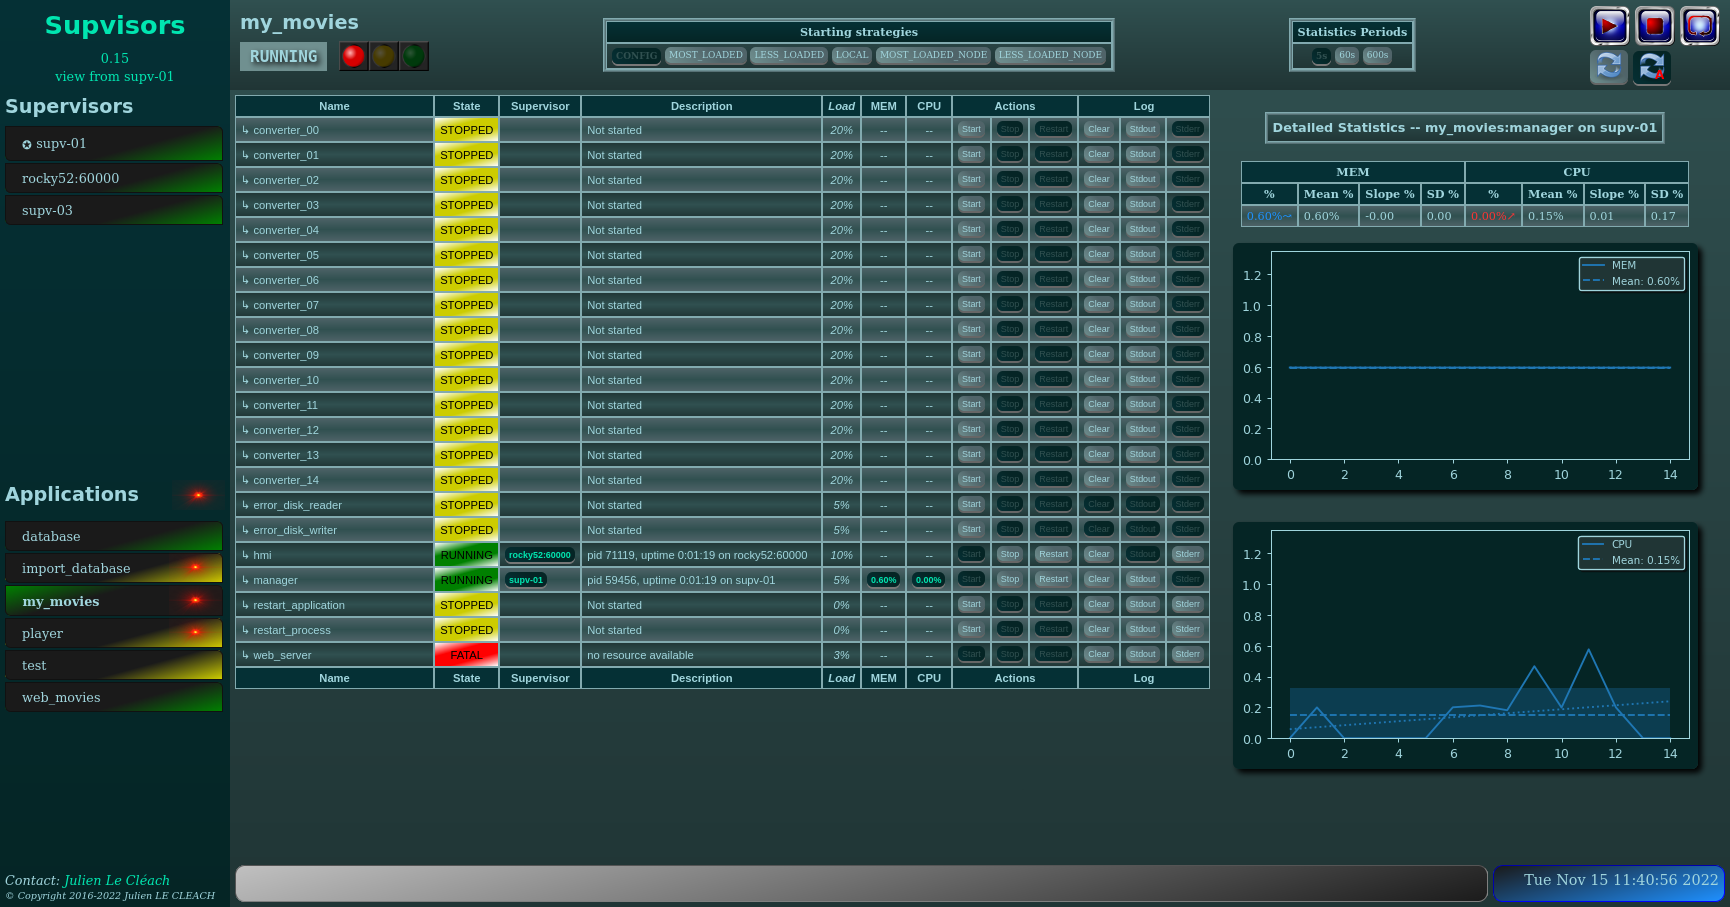 Supvisors
0.15
view from supv-01
Supervisors
✪ supv-01
rocky52:60000
supv-03
Applications
database
import_database
my_movies
player
test
web_movies
Contact: Julien Le Cléach
© Copyright 2016-2022 Julien LE CLEACH
my_movies
RUNNING
Starting strategies
CONFIG MOST_LOADED LESS_LOADED LOCAL MOST_LOADED_NODE LESS_LOADED_NODE
Statistics Periods
5s 60s 600s
Name State Supervisor Description Load MEM CPU Actions Log
↳ converter_00 STOPPED Not started 20% -- -- Start Stop Restart Clear Stdout Stderr
↳ converter_01 STOPPED Not started 20% -- -- Start Stop Restart Clear Stdout Stderr
↳ converter_02 STOPPED Not started 20% -- -- Start Stop Restart Clear Stdout Stderr
↳ converter_03 STOPPED Not started 20% -- -- Start Stop Restart Clear Stdout Stderr
↳ converter_04 STOPPED Not started 20% -- -- Start Stop Restart Clear Stdout Stderr
↳ converter_05 STOPPED Not started 20% -- -- Start Stop Restart Clear Stdout Stderr
↳ converter_06 STOPPED Not started 20% -- -- Start Stop Restart Clear Stdout Stderr
↳ converter_07 STOPPED Not started 20% -- -- Start Stop Restart Clear Stdout Stderr
↳ converter_08 STOPPED Not started 20% -- -- Start Stop Restart Clear Stdout Stderr
↳ converter_09 STOPPED Not started 20% -- -- Start Stop Restart Clear Stdout Stderr
↳ converter_10 STOPPED Not started 20% -- -- Start Stop Restart Clear Stdout Stderr
↳ converter_11 STOPPED Not started 20% -- -- Start Stop Restart Clear Stdout Stderr
↳ converter_12 STOPPED Not started 20% -- -- Start Stop Restart Clear Stdout Stderr
↳ converter_13 STOPPED Not started 20% -- -- Start Stop Restart Clear Stdout Stderr
↳ converter_14 STOPPED Not started 20% -- -- Start Stop Restart Clear Stdout Stderr
↳ error_disk_reader STOPPED Not started 5% -- -- Start Stop Restart Clear Stdout Stderr
↳ error_disk_writer STOPPED Not started 5% -- -- Start Stop Restart Clear Stdout Stderr
↳ hmi RUNNING rocky52:60000 pid 71119, uptime 0:01:19 on rocky52:60000 10% -- -- Start Stop Restart Clear Stdout Stderr
↳ manager RUNNING supv-01 pid 59456, uptime 0:01:19 on supv-01 5% 0.60% 0.00% Start Stop Restart Clear Stdout Stderr
↳ restart_application STOPPED Not started 0% -- -- Start Stop Restart Clear Stdout Stderr
↳ restart_process STOPPED Not started 0% -- -- Start Stop Restart Clear Stdout Stderr
↳ web_server FATAL no resource available 3% -- -- Start Stop Restart Clear Stdout Stderr
Name State Supervisor Description Load MEM CPU Actions Log
Detailed Statistics -- my_movies:manager on supv-01
MEM CPU
% Mean % Slope % SD % % Mean % Slope % SD %
0.60%~ 0.60% -0.00 0.00 0.00%↗ 0.15% 0.01 0.17
MEM
Mean: 0.60%
1.2
1.0
0.8
0.6
0.4
0.2
0.0
0 2 4 6 8 10 12 14
CPU
Mean: 0.15%
1.2
1.0
0.8
0.6
0.4
0.2
0.0
0 2 4 6 8 10 12 14
Tue Nov 15 11:40:56 2022